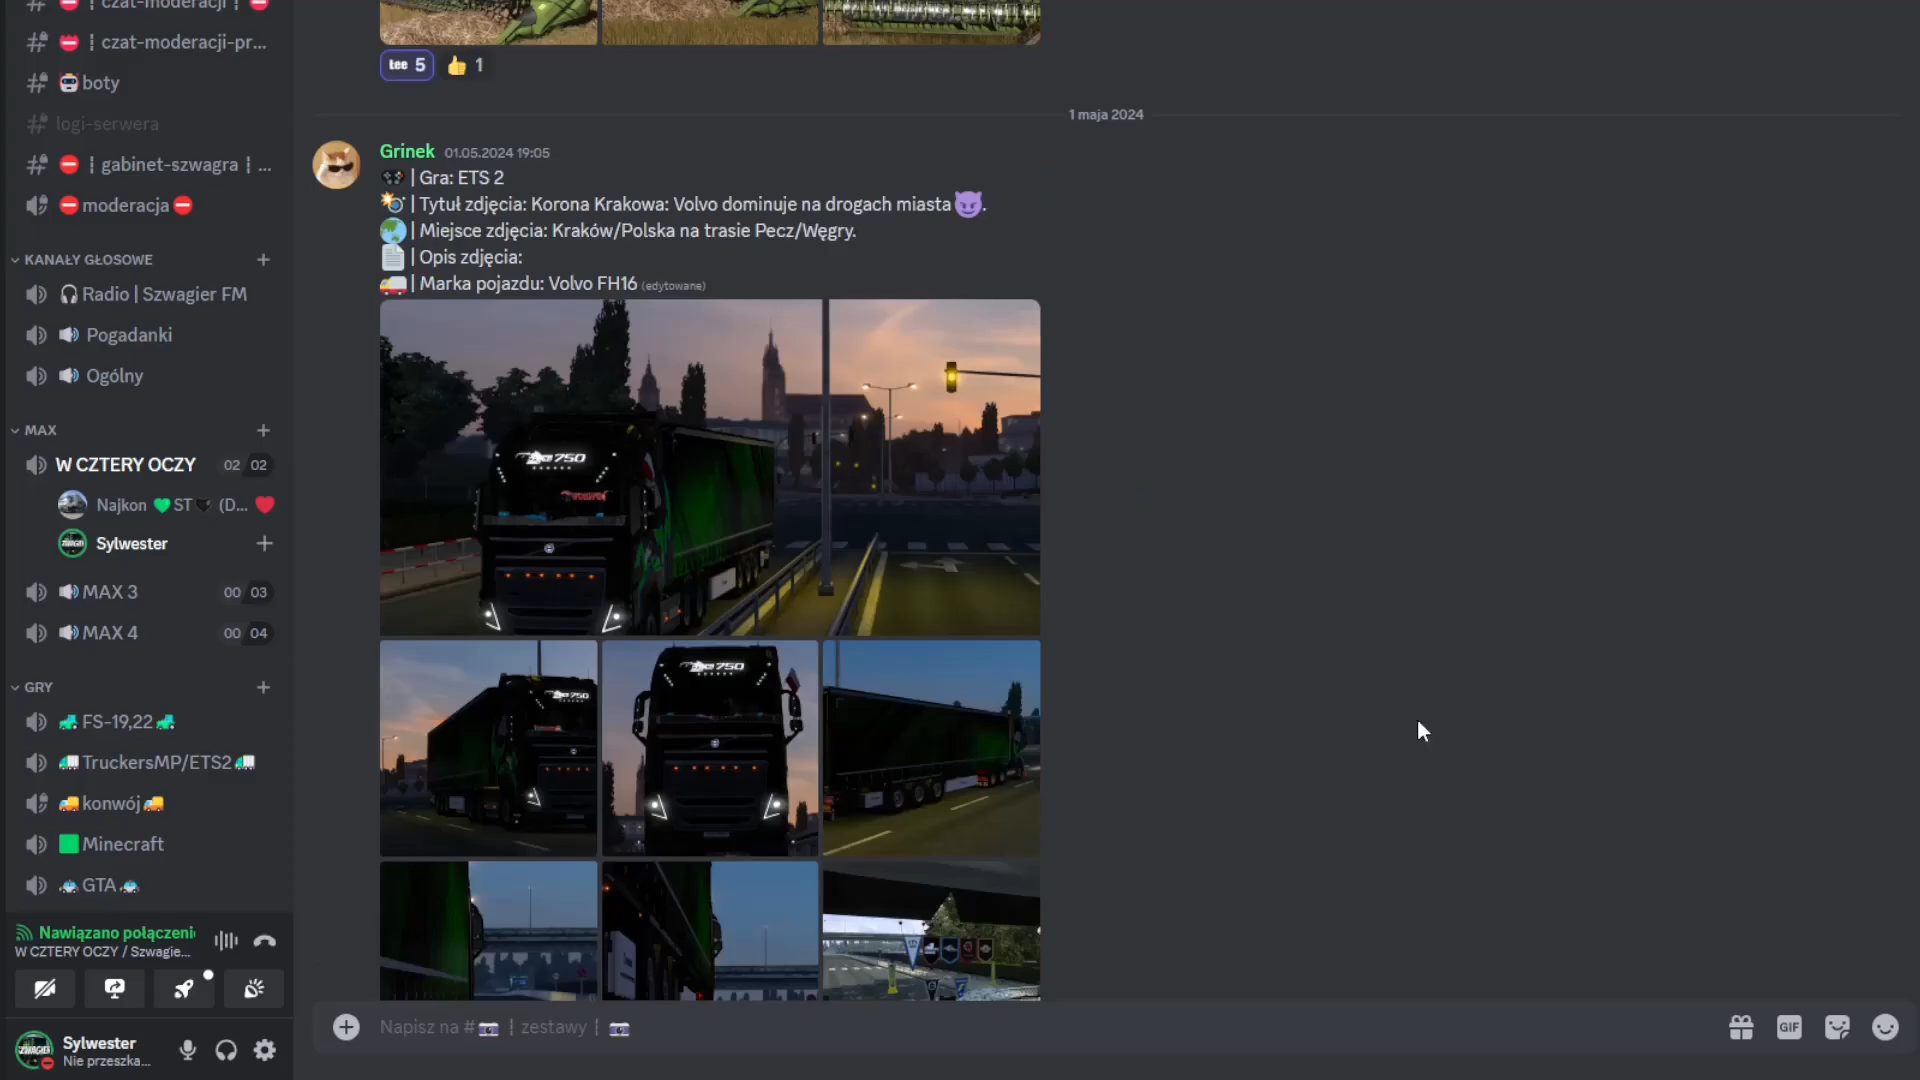 czat-moderacji ¦
¦ czat-moderacji-pr...
boty
logi-serwera
¦ gabinet-szwagra ¦ ...
moderacja
KANAŁY GŁOSOWE
Radio | Szwagier FM
Pogadanki
Ogólny
MAX
W CZTERY OCZY 02 02
Najkon ST (D...
Sylwester
MAX 3 00 03
MAX 4 00 04
GRY
FS-19,22
TruckersMP/ETS2
konwój
Minecraft
GTA
Nawiązano połączeni
W CZTERY OCZY / Szwagie...
Sylwester
Nie przeszka...
tee 5 1
1 maja 2024
Grinek 01.05.2024 19:05
| Gra: ETS 2
| Tytuł zdjęcia: Korona Krakowa: Volvo dominuje na drogach miasta .
| Miejsce zdjęcia: Kraków/Polska na trasie Pecz/Węgry.
| Opis zdjęcia:
| Marka pojazdu: Volvo FH16 (edytowane)
750
750
750
Napisz na # ¦ zestawy ¦
GIF